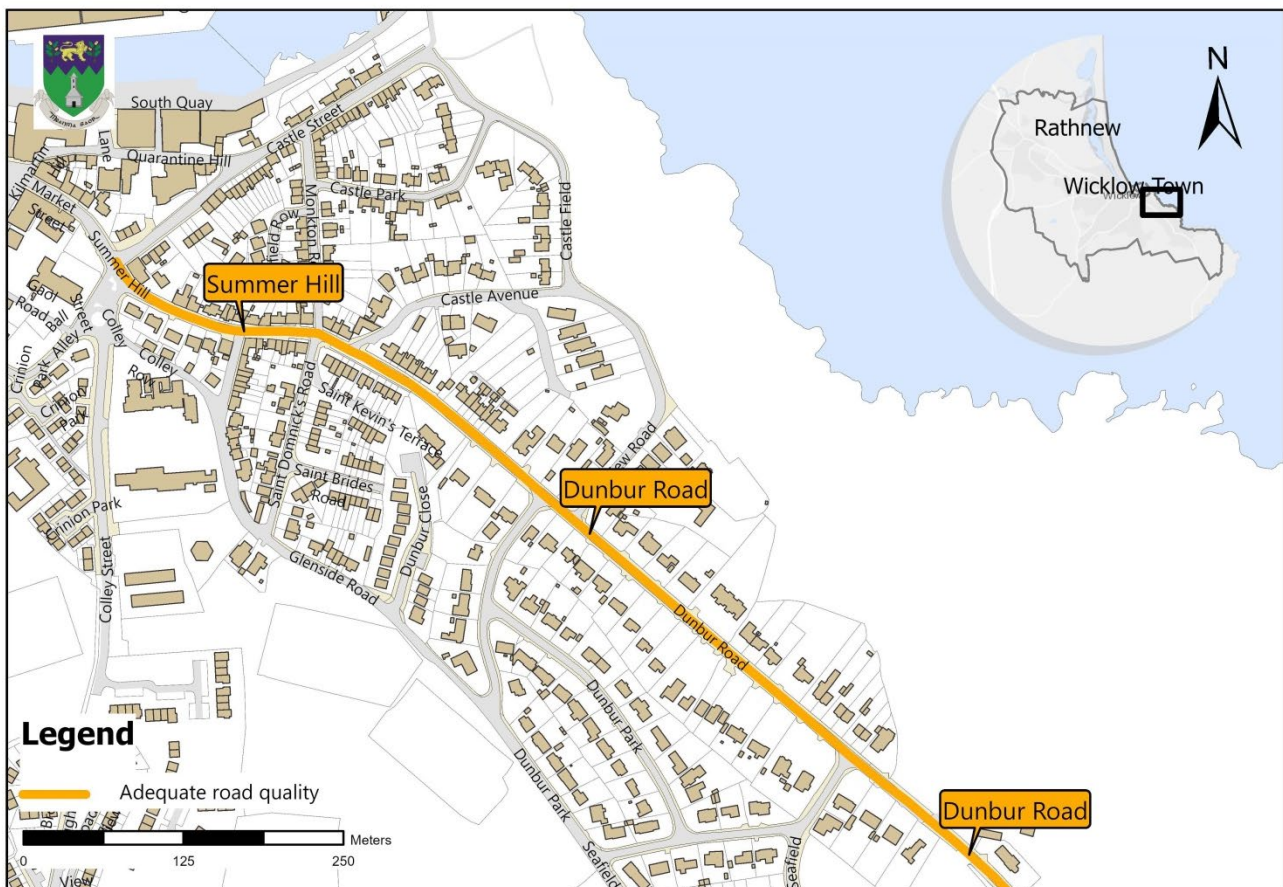 N
Rathnew
Wicklow Town
South Quay
Castle Street
Lane
Quarantine Hill
Kilmartin
Market
Street
Monkton
Castle Park
Castle Field
Summer Hill
Summer Hill
Castle Avenue
Gaol
Road
Ball
Street
Alley
Colley
Colley
Row
Crinion
Park
Crinion
Park
Saint Dominick's Road
Saint Kevin's Terrace
Saint Brides
Road
Dunbur Close
Dunbur Road
Road
Crinion Park
Colley Street
Glenside Road
Dunbur Road
Dunbur Park
Dunbur Park
Dunbur Road
Seafield
Seafield
Legend
Adequate road quality
Meters
0 125 250
View